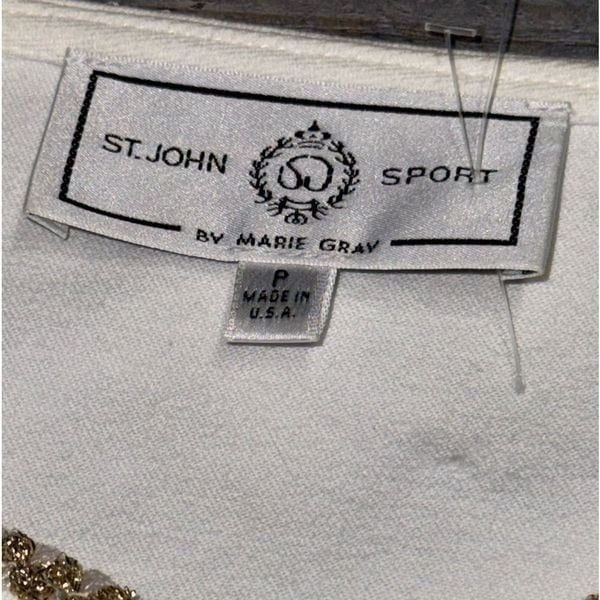 ST. JOHN SJ SPORT
BY MARIE GRAY
P
MADE IN
U.S.A.